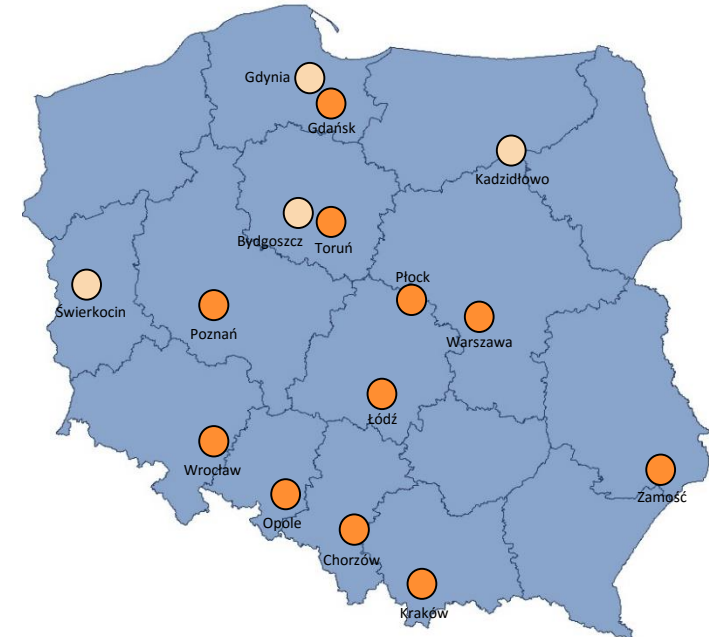 Gdynia
Gdańsk
Kadzidłowo
Bydgoszcz
Toruń
Płock
Świerkocin
Poznań
Warszawa
Łódź
Wrocław
Zamość
Opole
Chorzów
Kraków